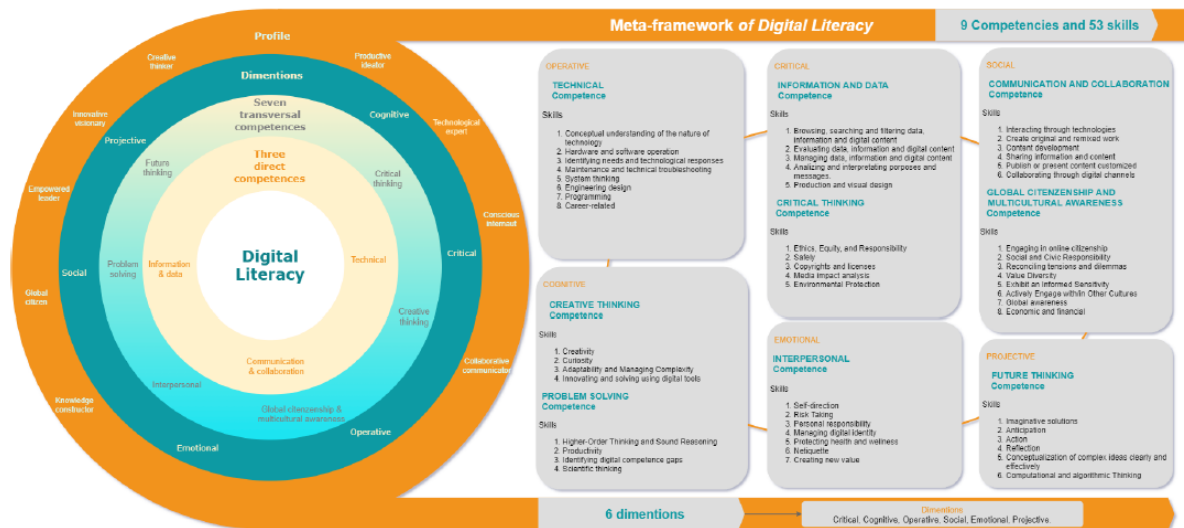 Meta-framework of Digital Literacy
9 Competencies and 53 skills
Profile
Creative
thinker
Productive
ideator
Innovative
visionary
Technological
expert
Empowered
leader
Conscious
internaut
Global
citizen
Collaborative
communicator
Knowledge
constructor
Dimentions
Projective
Cognitive
Social
Critical
Emotional
Operative
Seven
transversal
competences
Future
thinking
Critical
thinking
Problem
solving
Creative
thinking
Interpersonal
Global citenzenship &
multicultural awareness
Three
direct
competences
Information
& data
Technical
Communication
& collaboration
Digital
Literacy
OPERATIVE
TECHNICAL
Competence
Skills
1. Conceptual understanding of the nature of
technology
2. Hardware and software operation
3. Identifying needs and technological responses
4. Maintenance and technical troubleshooting
5. System thinking
6. Engineering design
7. Programming
8. Career-related
CRITICAL
INFORMATION AND DATA
Competence
Skills
1. Browsing, searching and filtering data,
information and digital content
2. Evaluating data, information and digital content
3. Managing data, information and digital content
4. Analizing and interpretating porposes and
messages.
5. Production and visual design
CRITICAL THINKING
Competence
Skills
1. Ethics, Equity, and Responsibility
2. Safely
3. Copyrights and licenses
4. Media impact analysis
5. Environmental Protection
SOCIAL
COMMUNICATION AND COLLABORATION
Competence
Skills
1. Interacting through technologies
2. Create original and remixed work
3. Content development
4. Sharing information and content
5. Publish or present content customized
6. Collaborating through digital channels
GLOBAL CITENZENSHIP AND
MULTICULTURAL AWARENESS
Competence
Skills
1. Engaging in online citizenship
2. Social and Civic Responsibility
3. Reconciling tensions and dilemmas
4. Value Diversity
5. Exhibit an Informed Sensitivity
6. Actively Engage within Other Cultures
7. Global awareness
8. Economic and financial
COGNITIVE
CREATIVE THINKING
Competence
Skills
1. Creativity
2. Curiosity
3. Adaptability and Managing Complexity
4. Innovating and solving using digital tools
PROBLEM SOLVING
Competence
Skills
1. Higher-Order Thinking and Sound Reasoning
2. Productivity
3. Identifying digital competence gaps
4. Scientific thinking
EMOTIONAL
INTERPERSONAL
Competence
Skills
1. Self-direction
2. Risk Taking
3. Personal responsibility
4. Managing digital identity
5. Protecting health and wellness
6. Netiquette
7. Creating new value
PROJECTIVE
FUTURE THINKING
Competence
Skills
1. Imaginative solutions
2. Anticipation
3. Action
4. Reflection
5. Conceptualization of complex ideas clearly and
effectively
6. Computational and algorithmic Thinking
6 dimentions
Dimentions
Critical, Cognitive, Operative, Social, Emotional, Projective.